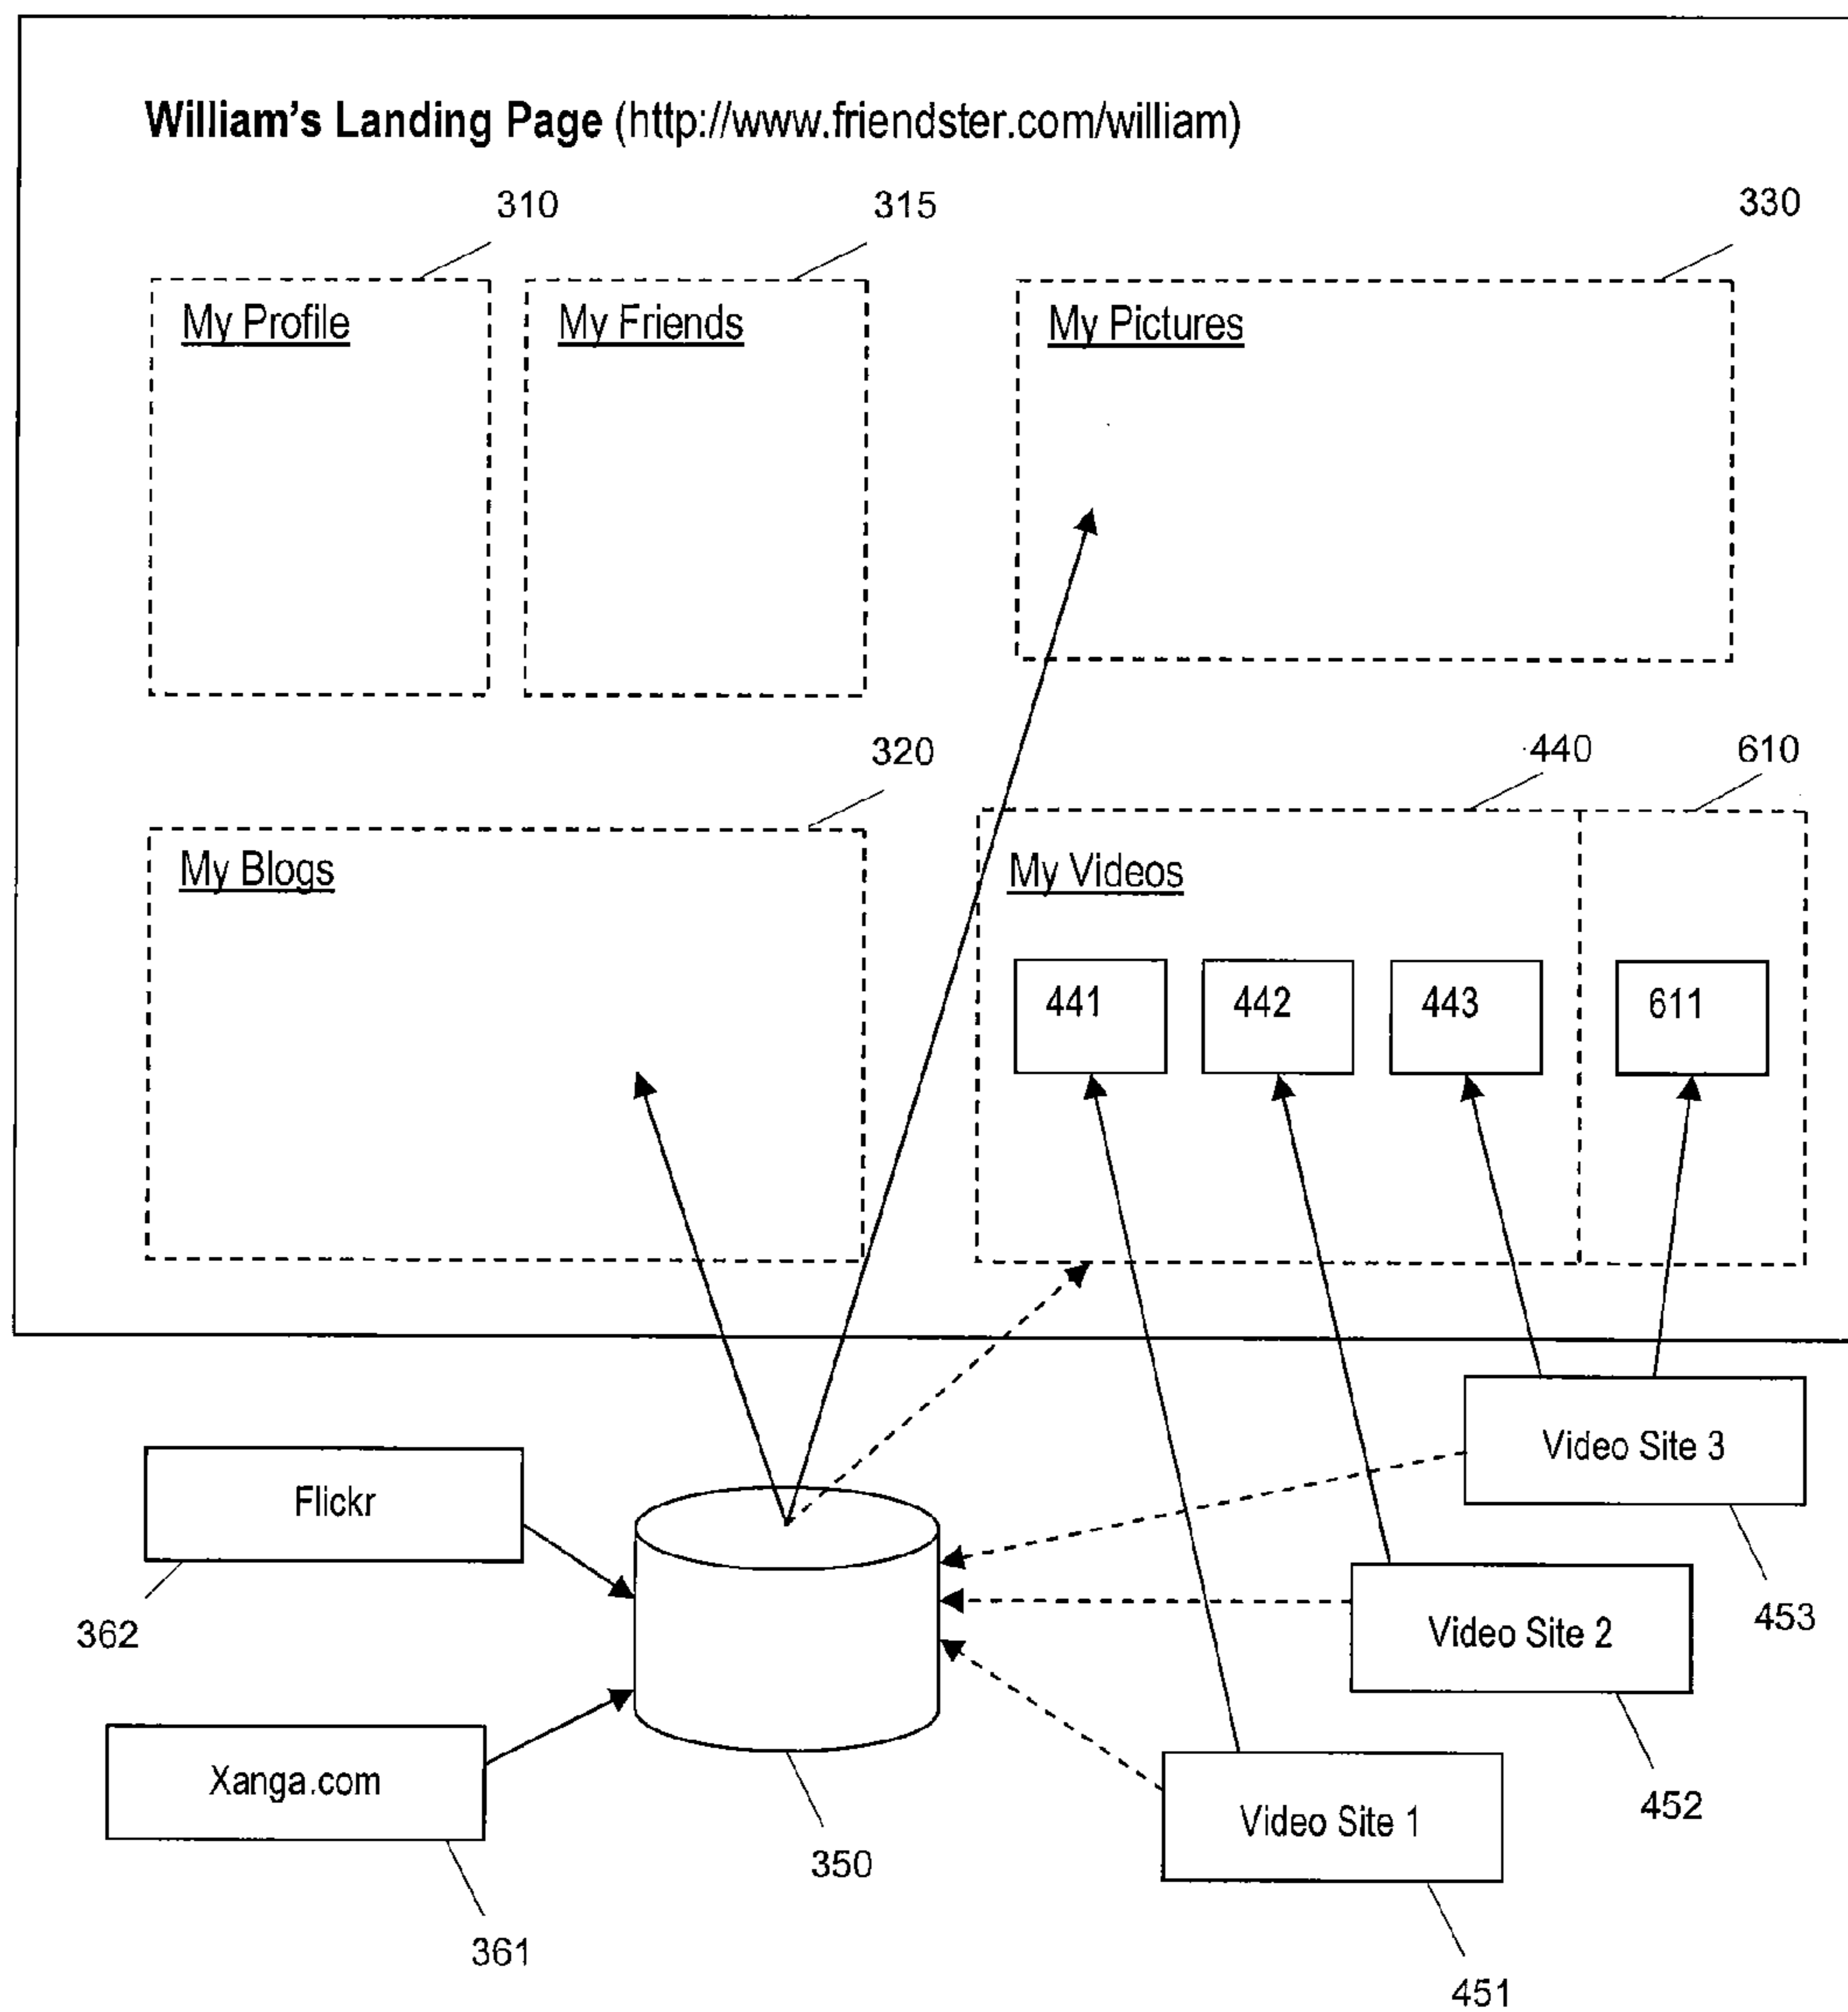 William's Landing Page (http://www.friendster.com/william)
310
315
330
My Profile
My Friends
My Pictures
320
440
610
My Blogs
My Videos
441
442
443
611
Flickr
362
Xanga.com
361
350
Video Site 3
453
Video Site 2
452
Video Site 1
451